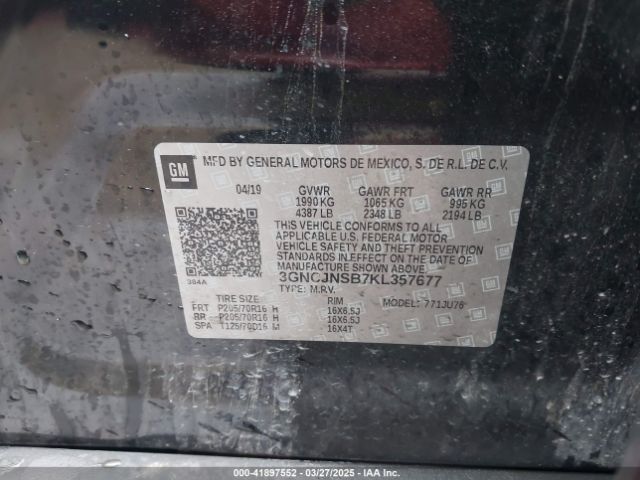 GM
MFD BY GENERAL MOTORS DE MEXICO, S. DE R.L. DE C.V.
04/19 GVWR GAWR FRT GAWR RR
1990 KG 1065 KG 995 KG
4387 LB 2348 LB 2194 LB
THIS VEHICLE CONFORMS TO ALL
APPLICABLE U.S. FEDERAL MOTOR
VEHICLE SAFETY AND THEFT PREVENTION
STANDARDS IN EFFECT ON THE
DATE OF MANUFACTURE SHOWN ABOVE.
384A
3GNCJNSB7KL357677
TYPE: M.P.V. MODEL: 771JU76
TIRE SIZE RIM
FRT P205/70R16 H 16X6.5J
RR P205/70R16 H 16X6.5J
SPA T125/70D16 M 16X4T
00-41897552 — 03/27/2025 — IAA, Inc.